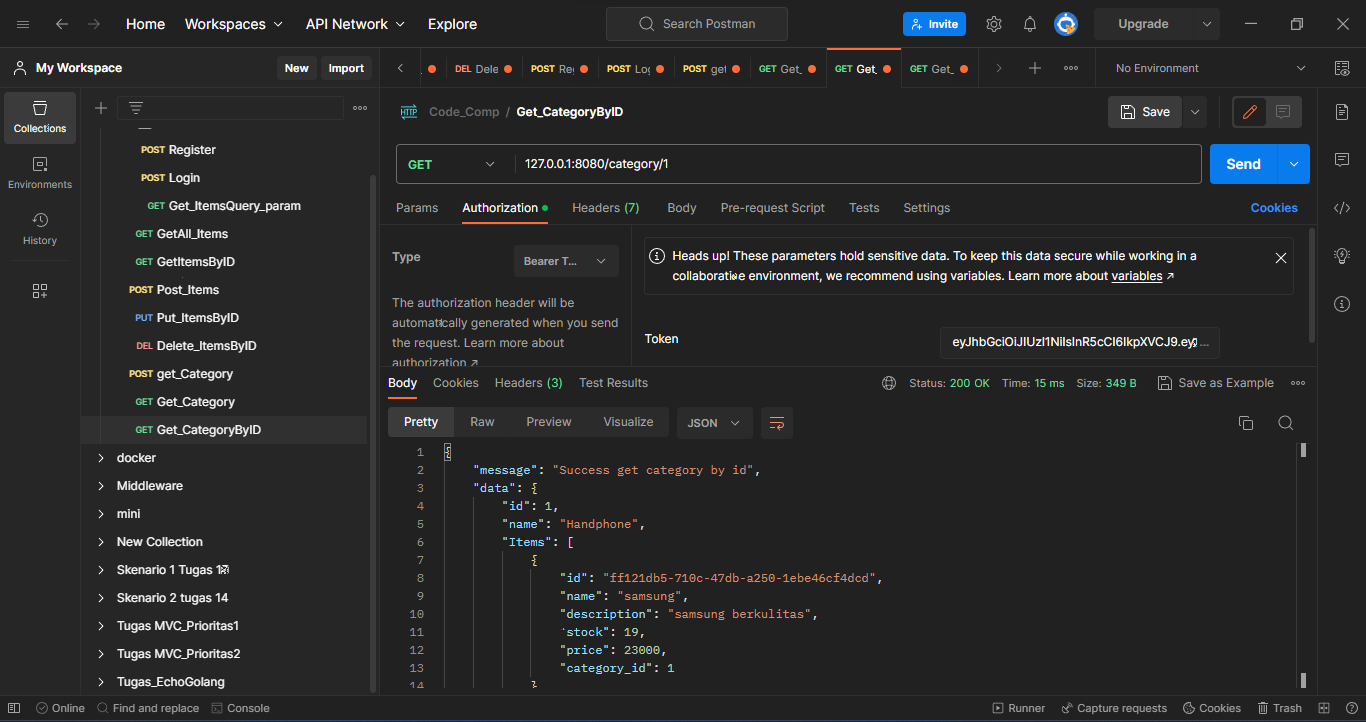 Home Workspaces API Network Explore Search Postman Invite Upgrade
My Workspace New Import DEL Dele POST Re POST Lo POST get GET Get_ GET Get_ GET Get_ No Environment
Collections
Environments
History
POST Register
POST Login
GET Get_ItemsQuery_param
GET GetAll_Items
GET GetItemsByID
POST Post_Items
PUT Put_ItemsByID
DEL Delete_ItemsByID
POST get_Category
GET Get_Category
GET Get_CategoryByID
docker
Middleware
mini
New Collection
Skenario 1 Tugas
Skenario 2 tugas 14
Tugas MVC_Prioritas1
Tugas MVC_Prioritas2
Tugas_EchoGolang
HTTP Code_Comp / Get_CategoryByID Save
GET 127.0.0.1:8080/category/1 Send
Params Authorization Headers (7) Body Pre-request Script Tests Settings Cookies
Type Bearer T...
The authorization header will be
automatically generated when you send
the request. Learn more about
authorization
Heads up! These parameters hold sensitive data. To keep this data secure while working in a
collaborative environment, we recommend using variables. Learn more about variables
Token eyJhbGciOiJIUzI1NiIsInR5cCI6IkpXVCJ9.ey...
Body Cookies Headers (3) Test Results Status: 200 OK Time: 15 ms Size: 349 B Save as Example
Pretty Raw Preview Visualize JSON
1 {
2 "message": "Success get category by id",
3 "data": {
4 "id": 1,
5 "name": "Handphone",
6 "Items": [
7 {
8 "id": "ff121db5-710c-47db-a250-1ebe46cf4dcd",
9 "name": "samsung",
10 "description": "samsung berkulitas",
11 "stock": 19,
12 "price": 23000,
13 "category_id": 1
14 }
Online Find and replace Console Runner Capture requests Cookies Trash